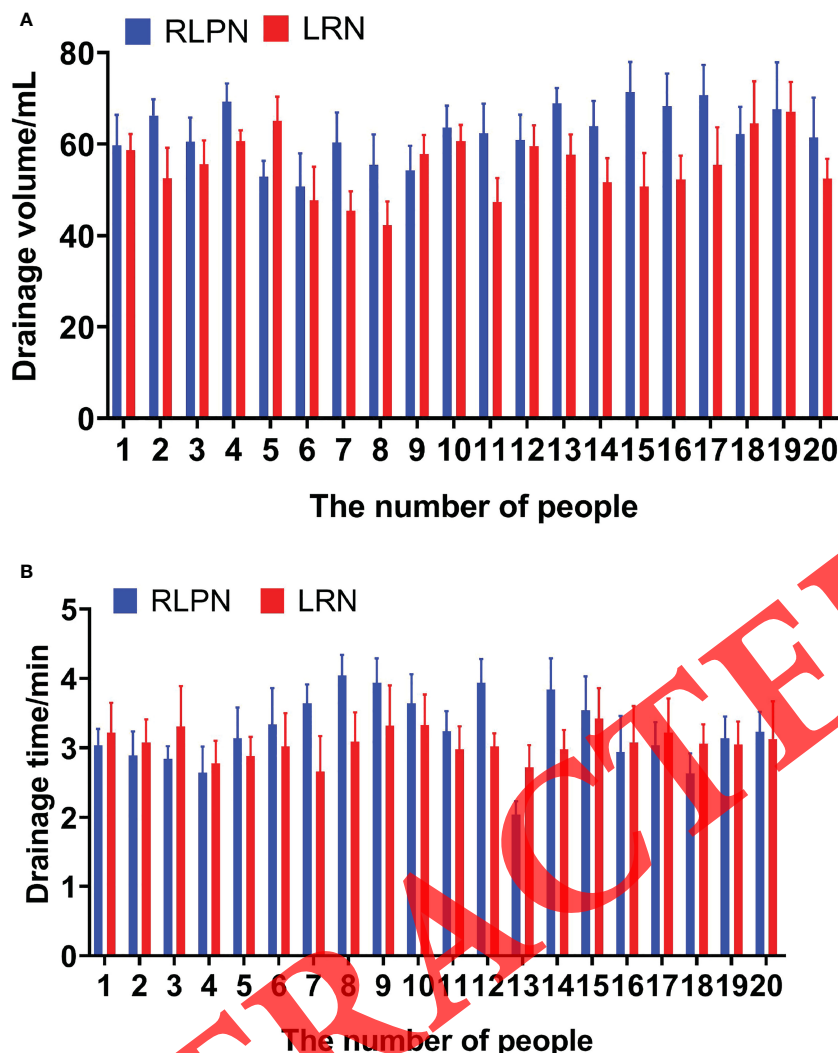 A
RLPN LRN
Drainage volume/mL
80
60
40
20
0
1 2 3 4 5 6 7 8 9 10 11 12 13 14 15 16 17 18 19 20
The number of people
B
RLPN LRN
Drainage time/min
5
4
3
2
1
0
1 2 3 4 5 6 7 8 9 10 11 12 13 14 15 16 17 18 19 20
The number of people
RACTE